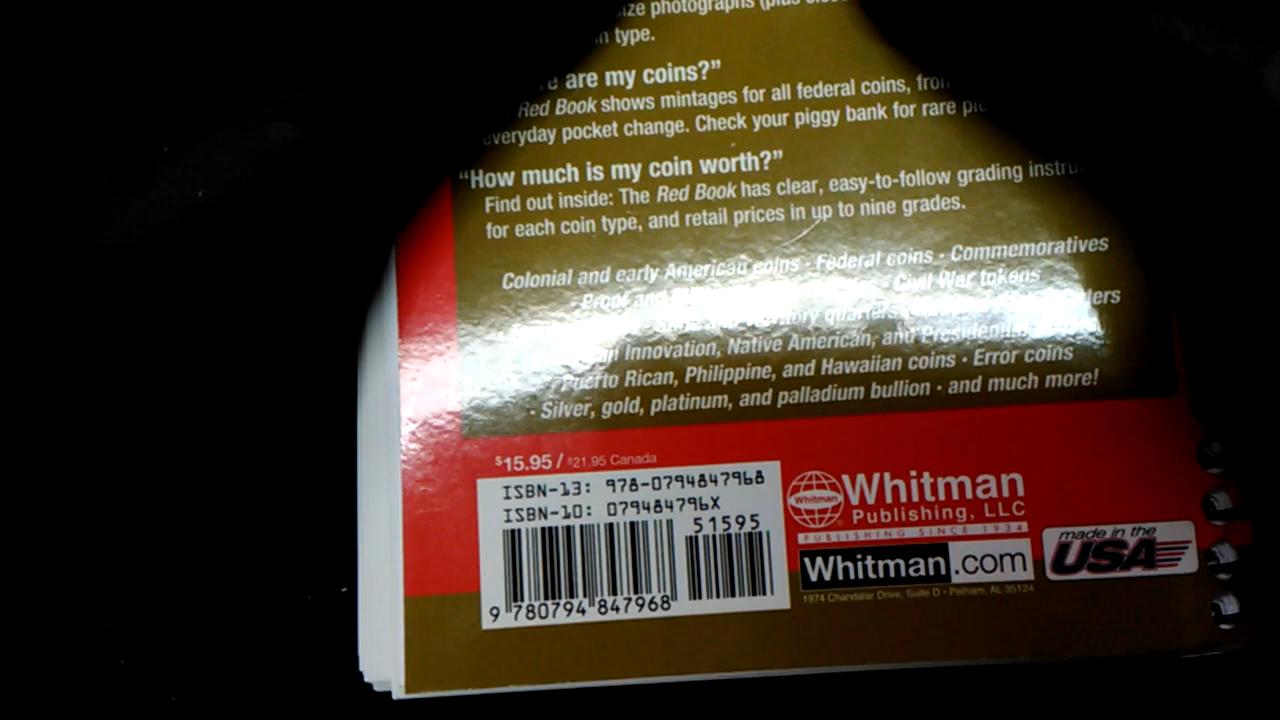 photographs (plus
in type.
are my coins?"
Red Book shows mintages for all federal coins, from
everyday pocket change. Check your piggy bank for rare
"How much is my coin worth?"
Find out inside: The Red Book has clear, easy-to-follow grading
for each coin type, and retail prices in up to nine grades.
Colonial and early American coins · Federal coins · Commemoratives
· Proof and · Civil War tokens
quarters
Innovation, Native American, and Presidential
Puerto Rican, Philippine, and Hawaiian coins · Error coins
· Silver, gold, platinum, and palladium bullion · and much more!
$15.95 / $21.95 Canada
ISBN-13: 978-0794847968
ISBN-10: 079484796X
51595
9 780794 847968
Whitman
Whitman
Publishing, LLC
PUBLISHING SINCE 1934
Whitman.com
1974 Chandalar Drive, Suite D · Pelham, AL 35124
made in the
USA